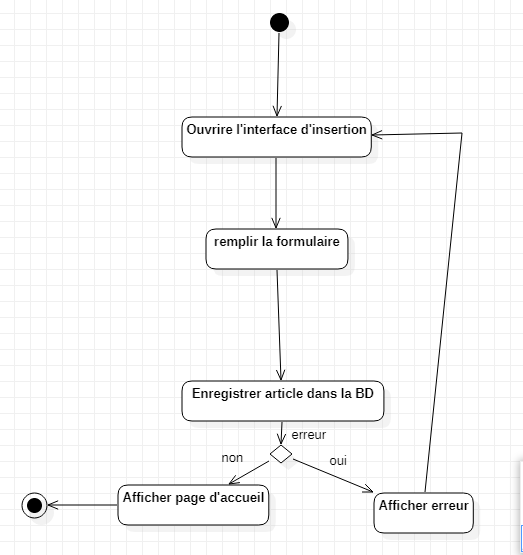 Ouvrire l'interface d'insertion
remplir la formulaire
Enregistrer article dans la BD
erreur
non
oui
Afficher page d'accueil
Afficher erreur